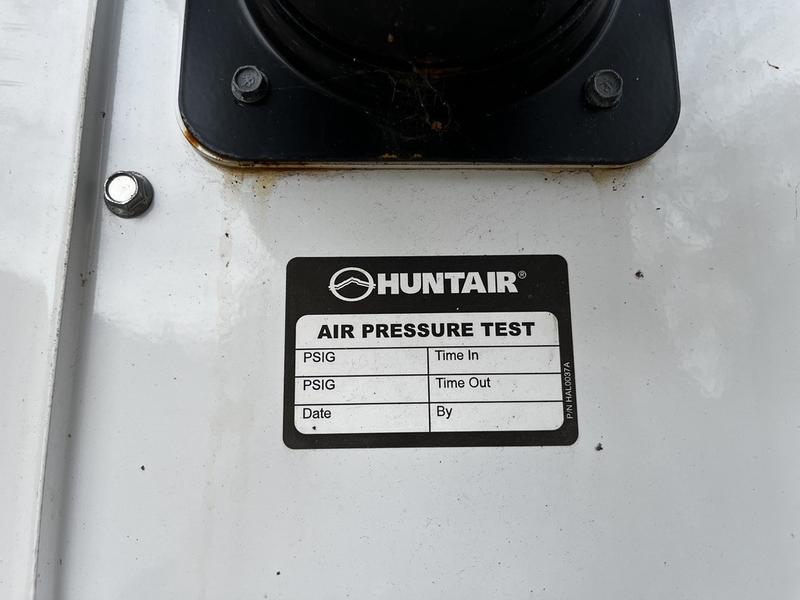 HUNTAIR®
AIR PRESSURE TEST
PSIG Time In
PSIG Time Out
Date By
P/N HAL0037A